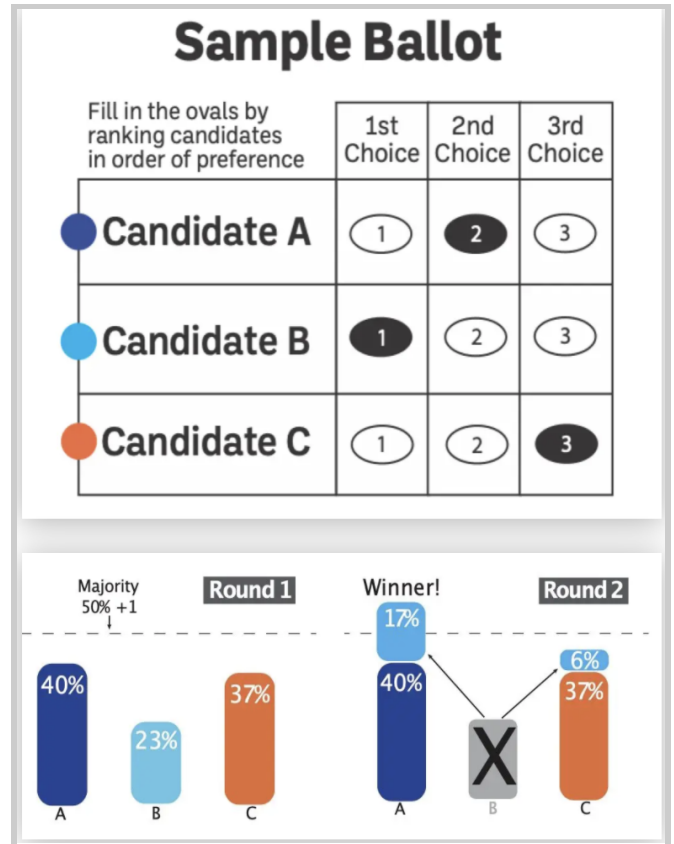 Sample Ballot
Fill in the ovals by
ranking candidates
in order of preference
1st
Choice
2nd
Choice
3rd
Choice
Candidate A
1
2
3
Candidate B
1
2
3
Candidate C
1
2
3
Majority
50% +1
Round 1
40%
23%
37%
A
B
C
Winner!
Round 2
17%
40%
X
6%
37%
A
B
C